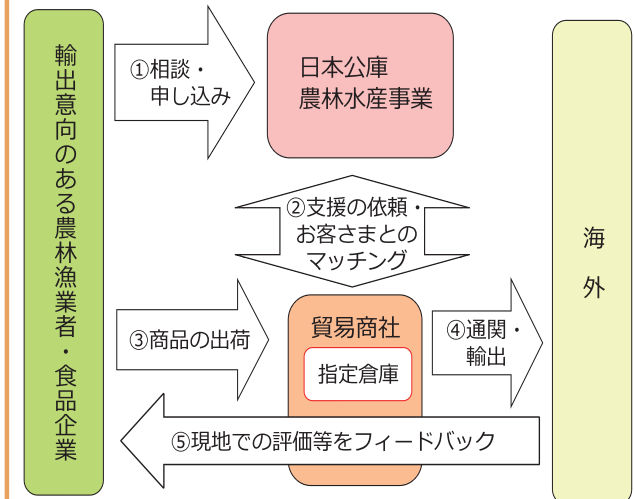 輸出意向のある農林漁業者・食品企業
①相談・
申し込み
日本公庫
農林水産事業
②支援の依頼・
お客さまとの
マッチング
③商品の出荷
貿易商社
指定倉庫
④通関・
輸出
⑤現地での評価等をフィードバック
海外